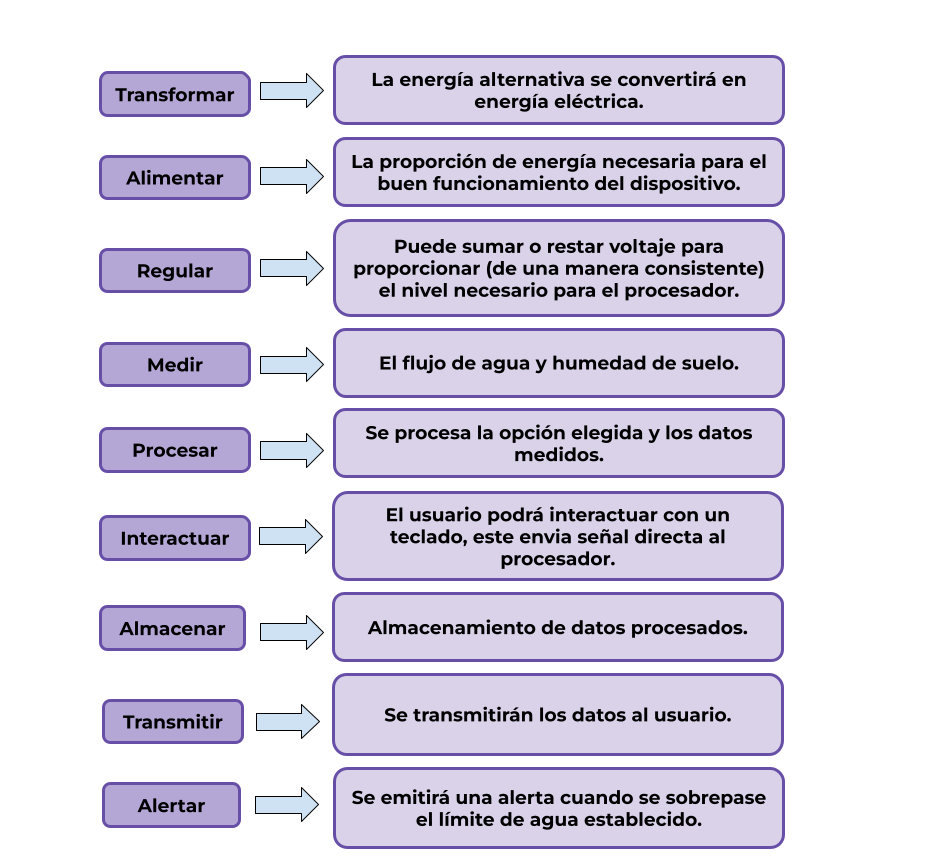 Transformar
La energía alternativa se convertirá en
energía eléctrica.
Alimentar
La proporción de energía necesaria para el
buen funcionamiento del dispositivo.
Regular
Puede sumar o restar voltaje para
proporcionar (de una manera consistente)
el nivel necesario para el procesador.
Medir
El flujo de agua y humedad de suelo.
Procesar
Se procesa la opción elegida y los datos
medidos.
Interactuar
El usuario podrá interactuar con un
teclado, este envia señal directa al
procesador.
Almacenar
Almacenamiento de datos procesados.
Transmitir
Se transmitirán los datos al usuario.
Alertar
Se emitirá una alerta cuando se sobrepase
el límite de agua establecido.